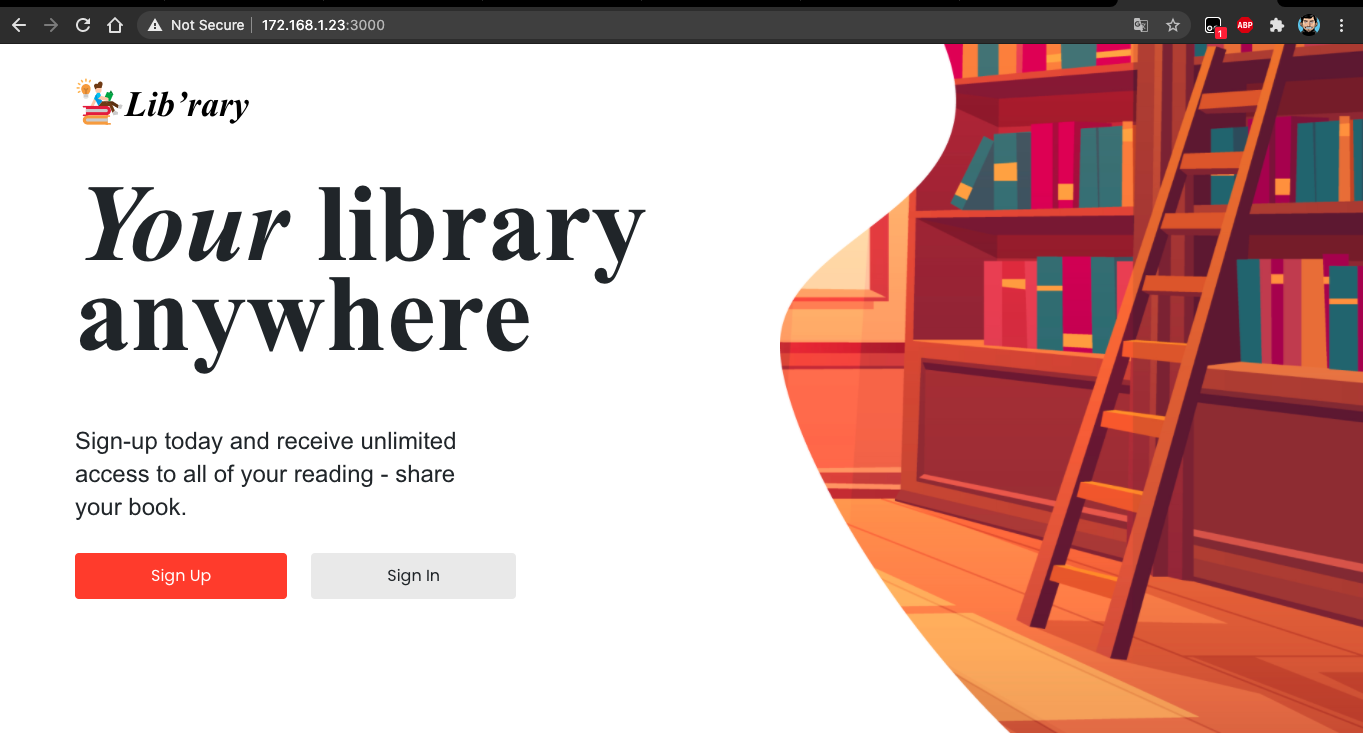 Not Secure | 172.168.1.23:3000
ABP
1
Lib’rary
Your library
anywhere
Sign-up today and receive unlimited
access to all of your reading - share
your book.
Sign Up
Sign In